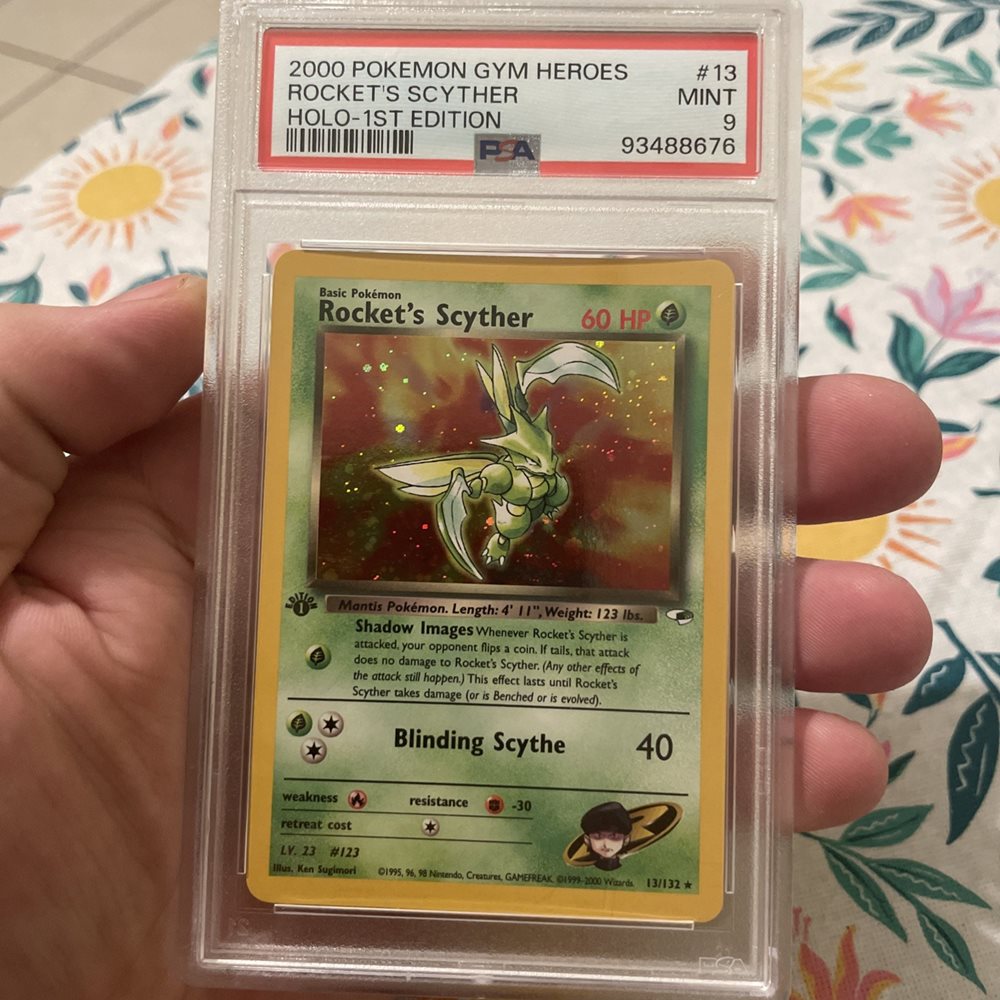 2000 POKEMON GYM HEROES #13
ROCKET'S SCYTHER MINT
HOLO-1ST EDITION 9
PSA 93488676
Basic Pokémon
Rocket's Scyther 60 HP
EDITION 1
Mantis Pokémon. Length: 4' 11", Weight: 123 lbs.
Shadow Images Whenever Rocket's Scyther is
attacked, your opponent flips a coin. If tails, that attack
does no damage to Rocket's Scyther. (Any other effects of
the attack still happen.) This effect lasts until Rocket's
Scyther takes damage (or is Benched or is evolved).
Blinding Scythe 40
weakness resistance -30
retreat cost
LV. 23 #123
Illus. Ken Sugimori ©1995, 96, 98 Nintendo, Creatures, GAMEFREAK. ©1999-2000 Wizards. 13/132 ★
PSA